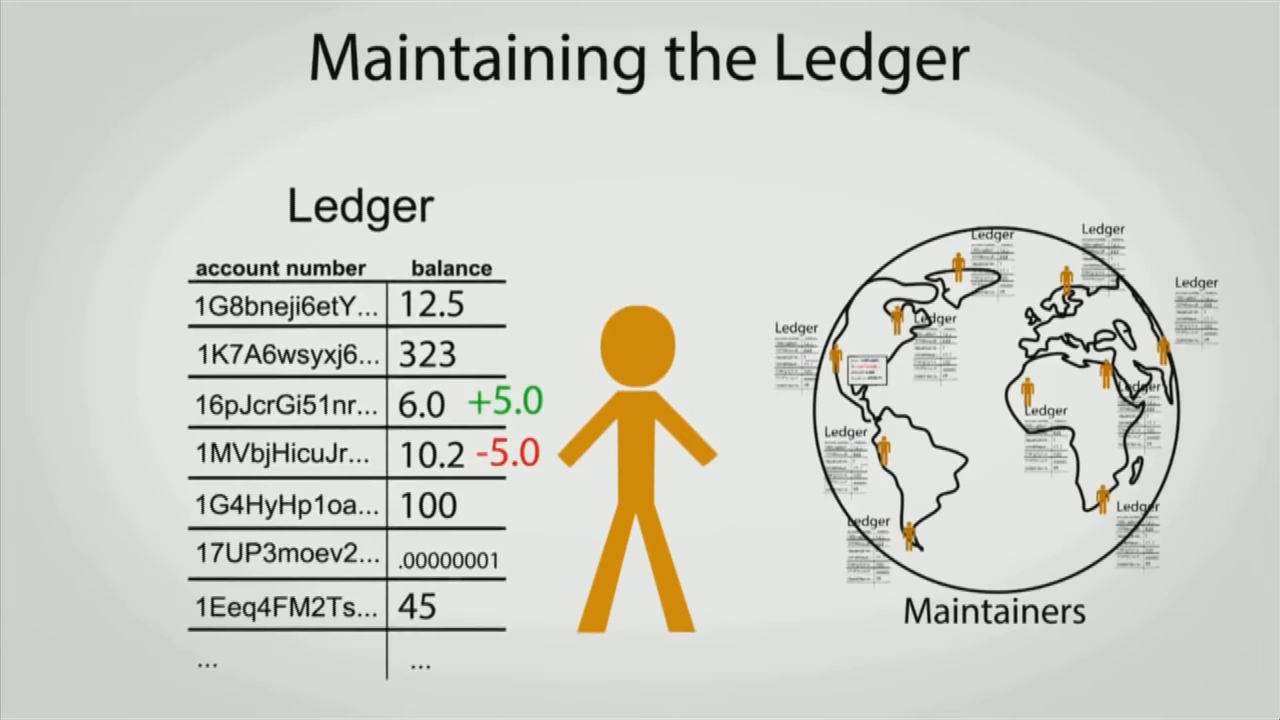 Maintaining the Ledger
Ledger
account number balance
1G8bneji6etY... 12.5
1K7A6wsyxj6... 323
16pJcrGi51nr... 6.0 +5.0
1MVbjHicuJr... 10.2 -5.0
1G4HyHp1oa... 100
17UP3moev2... .00000001
1Eeq4FM2Ts... 45
... ...
Ledger
Ledger
Ledger
Ledger
Ledger
Ledger
Ledger
Ledger
Ledger
Ledger
Maintainers